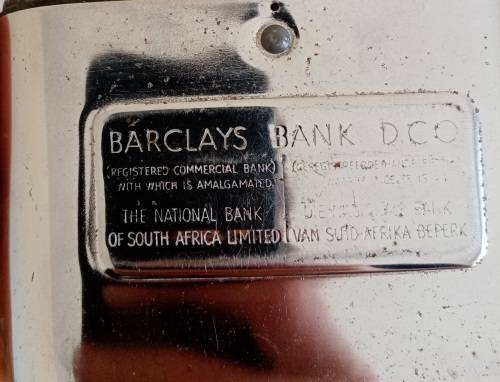 BARCLAYS BANK D.C.O
(REGISTERED COMMERCIAL BANK)
WITH WHICH IS AMALGAMATED
THE NATIONAL BANK BANK
OF SOUTH AFRICA LIMITED VAN SUID-AFRIKA BEPERK